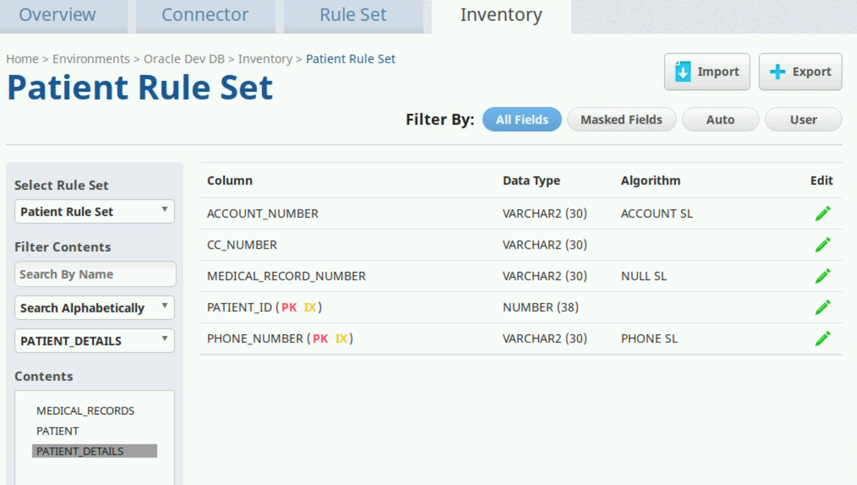 Overview Connector Rule Set Inventory
Home > Environments > Oracle Dev DB > Inventory > Patient Rule Set
Patient Rule Set
Import Export
Filter By: All Fields Masked Fields Auto User
Select Rule Set
Patient Rule Set
Filter Contents
Search By Name
Search Alphabetically
PATIENT_DETAILS
Contents
MEDICAL_RECORDS
PATIENT
PATIENT_DETAILS
Column Data Type Algorithm Edit
ACCOUNT_NUMBER VARCHAR2 (30) ACCOUNT SL
CC_NUMBER VARCHAR2 (30)
MEDICAL_RECORD_NUMBER VARCHAR2 (30) NULL SL
PATIENT_ID ( PK IX ) NUMBER (38)
PHONE_NUMBER ( PK IX ) VARCHAR2 (30) PHONE SL